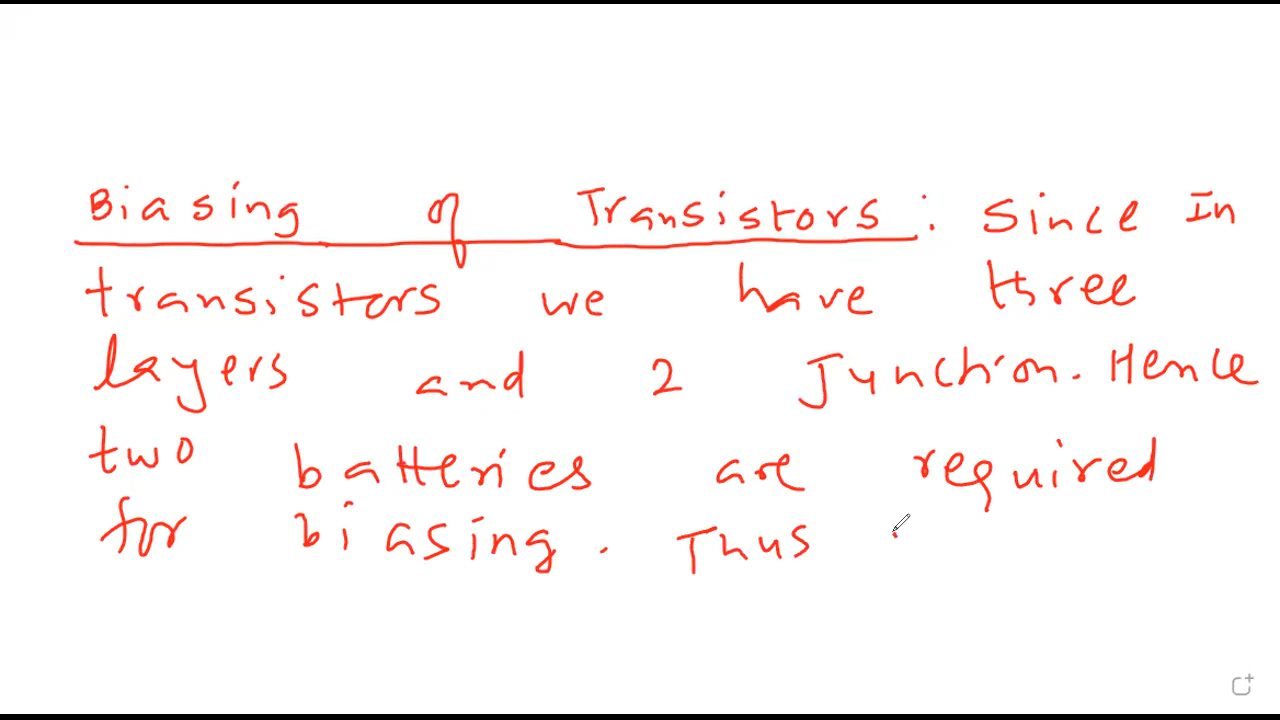 Biasing of Transistors: Since In
transistors we have three
layers and 2 Junction. Hence
two batteries are required
for biasing. Thus